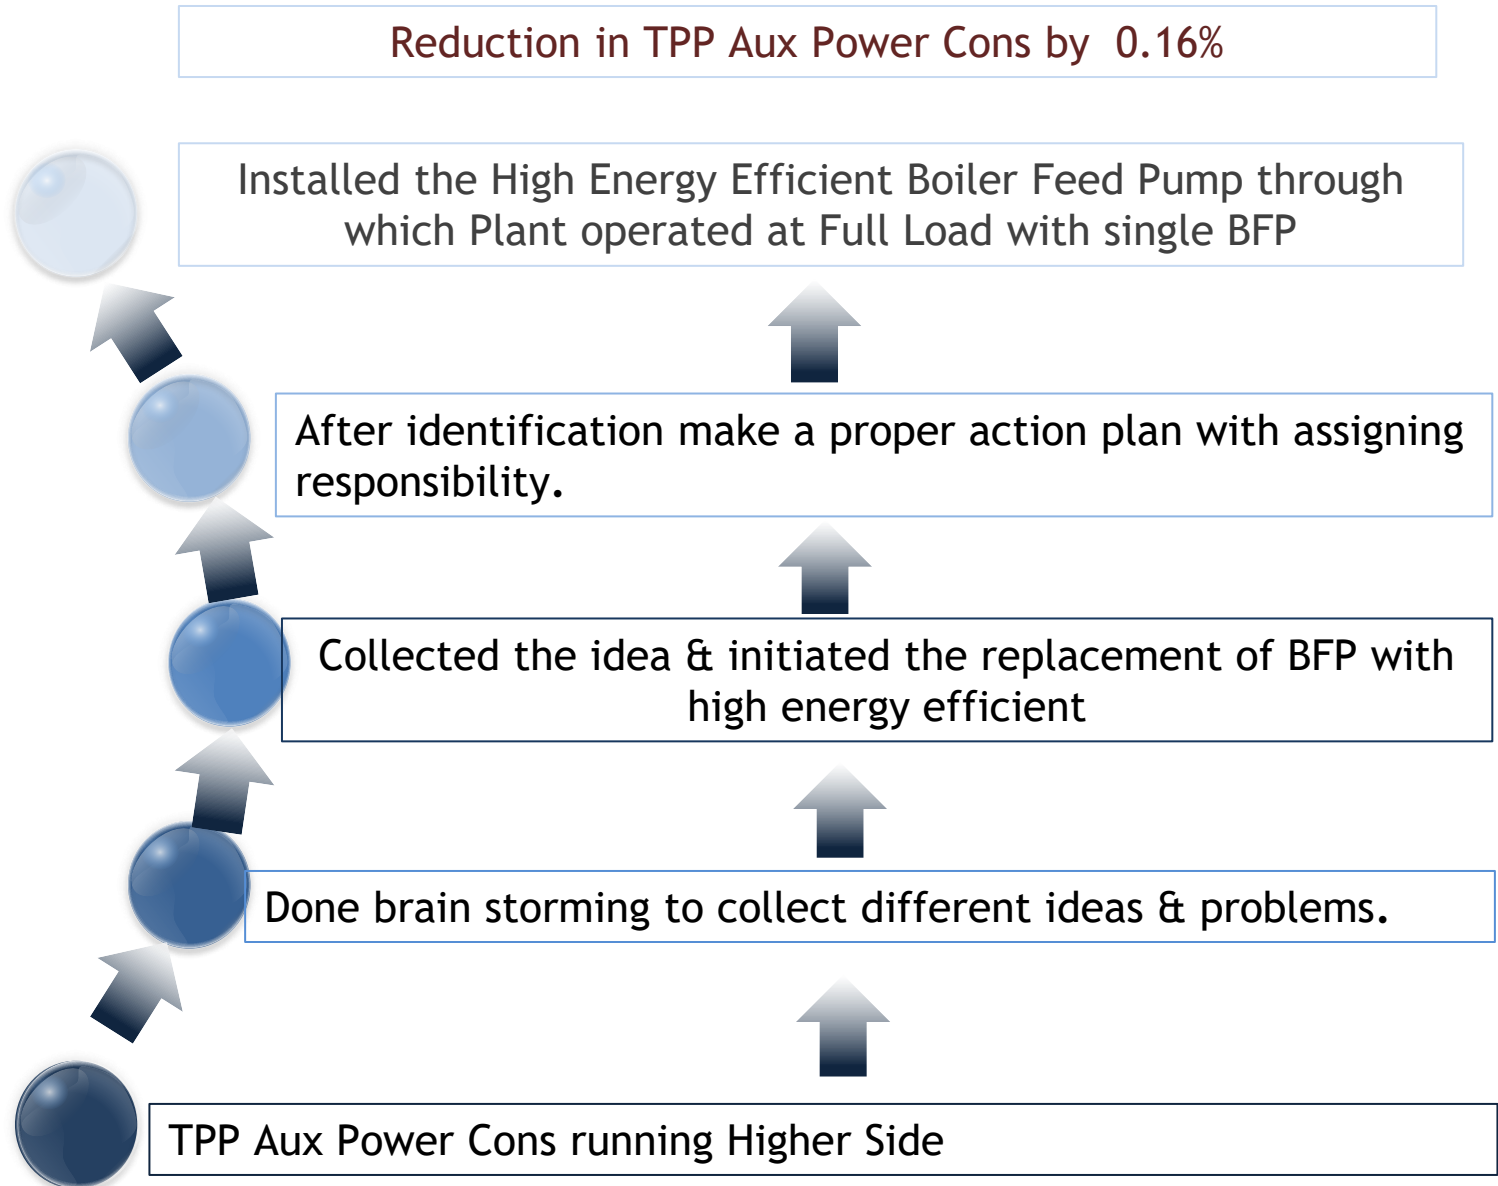 Reduction in TPP Aux Power Cons by 0.16%
Installed the High Energy Efficient Boiler Feed Pump through
which Plant operated at Full Load with single BFP
After identification make a proper action plan with assigning
responsibility.
Collected the idea & initiated the replacement of BFP with
high energy efficient
Done brain storming to collect different ideas & problems.
TPP Aux Power Cons running Higher Side